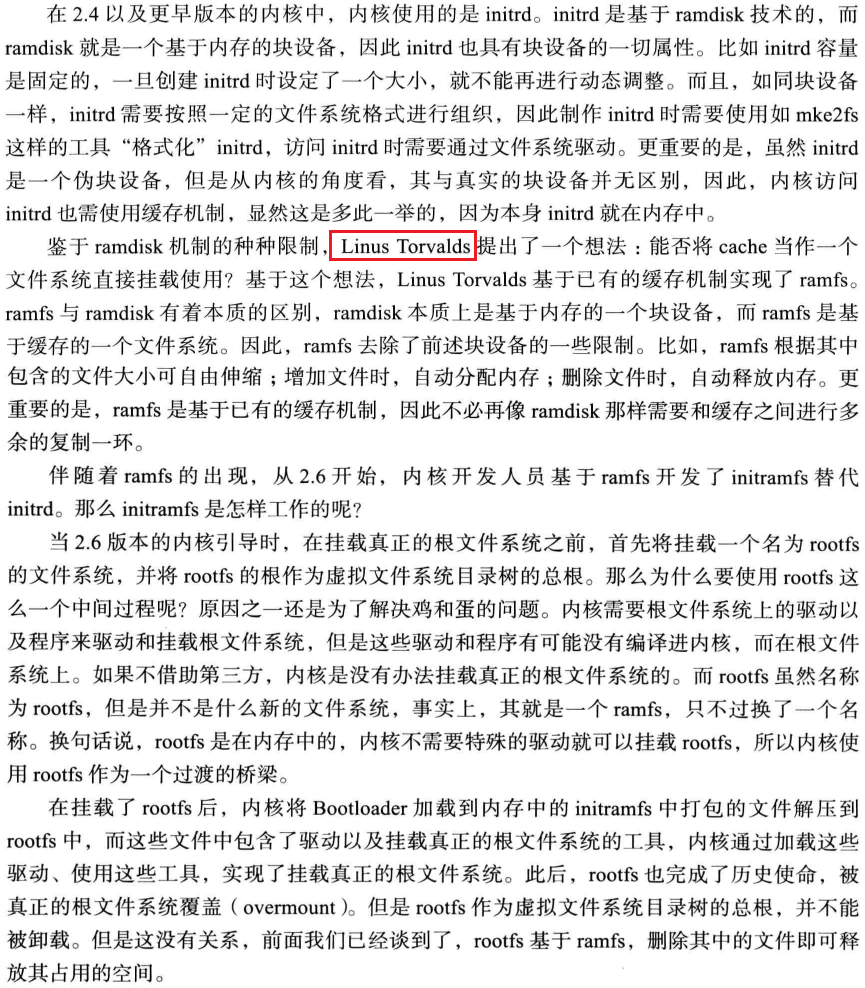 在 2.4 以及更早版本的内核中，内核使用的是 initrd。initrd 是基于 ramdisk 技术的，而
ramdisk 就是一个基于内存的块设备，因此 initrd 也具有块设备的一切属性。比如 initrd 容量
是固定的，一旦创建 initrd 时设定了一个大小，就不能再进行动态调整。而且，如同块设备
一样，initrd 需要按照一定的文件系统格式进行组织，因此制作 initrd 时需要使用如 mke2fs
这样的工具“格式化”initrd，访问 initrd 时需要通过文件系统驱动。更重要的是，虽然 initrd
是一个伪块设备，但是从内核的角度看，其与真实的块设备并无区别，因此，内核访问
initrd 也需使用缓存机制，显然这是多此一举的，因为本身 initrd 就在内存中。
鉴于 ramdisk 机制的种种限制，Linus Torvalds 提出了一个想法：能否将 cache 当作一个
文件系统直接挂载使用？基于这个想法，Linus Torvalds 基于已有的缓存机制实现了 ramfs。
ramfs 与 ramdisk 有着本质的区别，ramdisk 本质上是基于内存的一个块设备，而 ramfs 是基
于缓存的一个文件系统。因此，ramfs 去除了前述块设备的一些限制。比如，ramfs 根据其中
包含的文件大小可自由伸缩；增加文件时，自动分配内存；删除文件时，自动释放内存。更
重要的是，ramfs 是基于已有的缓存机制，因此不必再像 ramdisk 那样需要和缓存之间进行多
余的复制一环。
伴随着 ramfs 的出现，从 2.6 开始，内核开发人员基于 ramfs 开发了 initramfs 替代
initrd。那么 initramfs 是怎样工作的呢？
当 2.6 版本的内核引导时，在挂载真正的根文件系统之前，首先将挂载一个名为 rootfs
的文件系统，并将 rootfs 的根作为虚拟文件系统目录树的总根。那么为什么要使用 rootfs 这
么一个中间过程呢？原因之一还是为了解决鸡和蛋的问题。内核需要根文件系统上的驱动以
及程序来驱动和挂载根文件系统，但是这些驱动和程序有可能没有编译进内核，而在根文件
系统上。如果不借助第三方，内核是没有办法挂载真正的根文件系统的。而 rootfs 虽然名称
为 rootfs，但是并不是什么新的文件系统，事实上，其就是一个 ramfs，只不过换了一个名
称。换句话说，rootfs 是在内存中的，内核不需要特殊的驱动就可以挂载 rootfs，所以内核使
用 rootfs 作为一个过渡的桥梁。
在挂载了 rootfs 后，内核将 Bootloader 加载到内存中的 initramfs 中打包的文件解压到
rootfs 中，而这些文件中包含了驱动以及挂载真正的根文件系统的工具，内核通过加载这些
驱动、使用这些工具，实现了挂载真正的根文件系统。此后，rootfs 也完成了历史使命，被
真正的根文件系统覆盖（overmount）。但是 rootfs 作为虚拟文件系统目录树的总根，并不能
被卸载。但是这没有关系，前面我们已经谈到了，rootfs 基于 ramfs，删除其中的文件即可释
放其占用的空间。